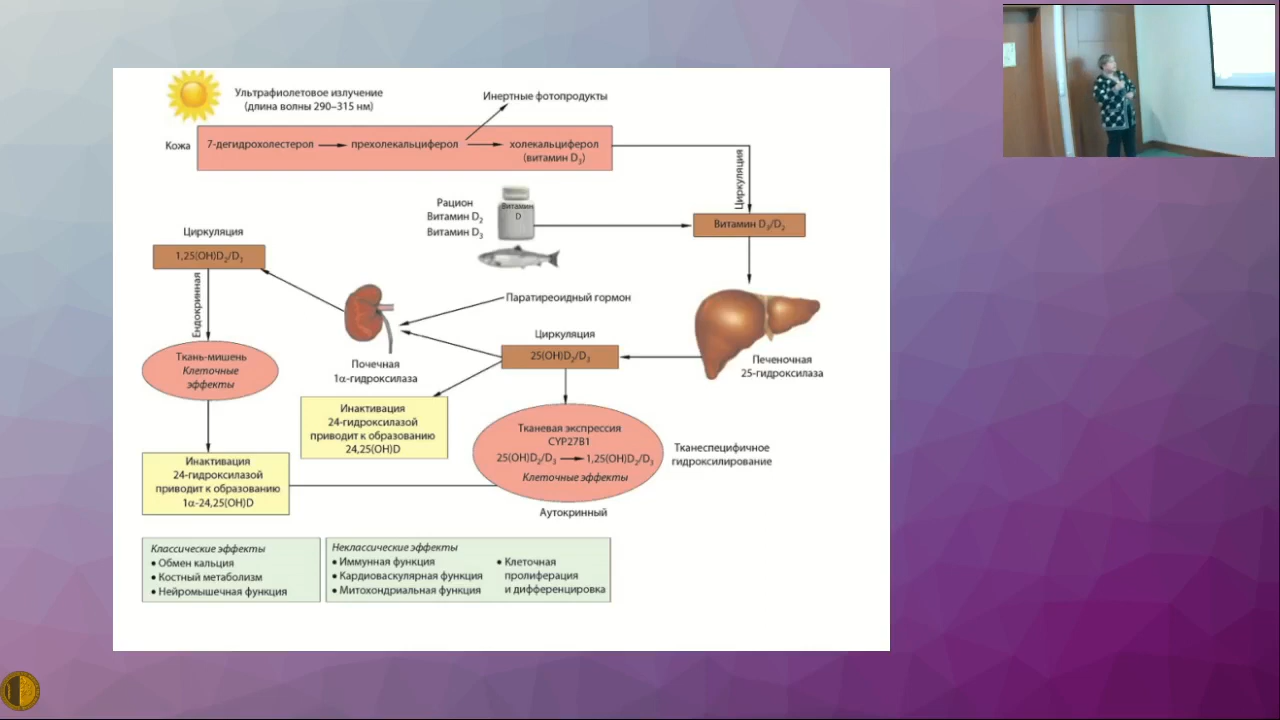 Ультрафиолетовое излучение
(длина волны 290–315 нм)
Инертные фотопродукты
Кожа
7-дегидрохолестерол
прехолекальциферол
холекальциферол
(витамин D3)
Циркуляция
Рацион
Витамин D2
Витамин D3
Витамин
D
Витамин D3/D2
Циркуляция
1,25(OH)D2/D3
Ендокринная
Паратиреоидный гормон
Циркуляция
25(OH)D2/D3
Почечная
1α-гидроксилаза
Печеночная
25-гидроксилаза
Ткань-мишень
Клеточные
эффекты
Инактивация
24-гидроксилазой
приводит к образованию
24,25(OH)D
Тканевая экспрессия
CYP27B1
25(OH)D2/D3
1,25(OH)D2/D3
Клеточные эффекты
Тканеспецифичное
гидроксилирование
Инактивация
24-гидроксилазой
приводит к образованию
1α-24,25(OH)D
Аутокринный
Классические эффекты
• Обмен кальция
• Костный метаболизм
• Нейромышечная функция
Неклассические эффекты
• Иммунная функция
• Кардиоваскулярная функция
• Митохондриальная функция
• Клеточная
пролиферация
и дифференцировка